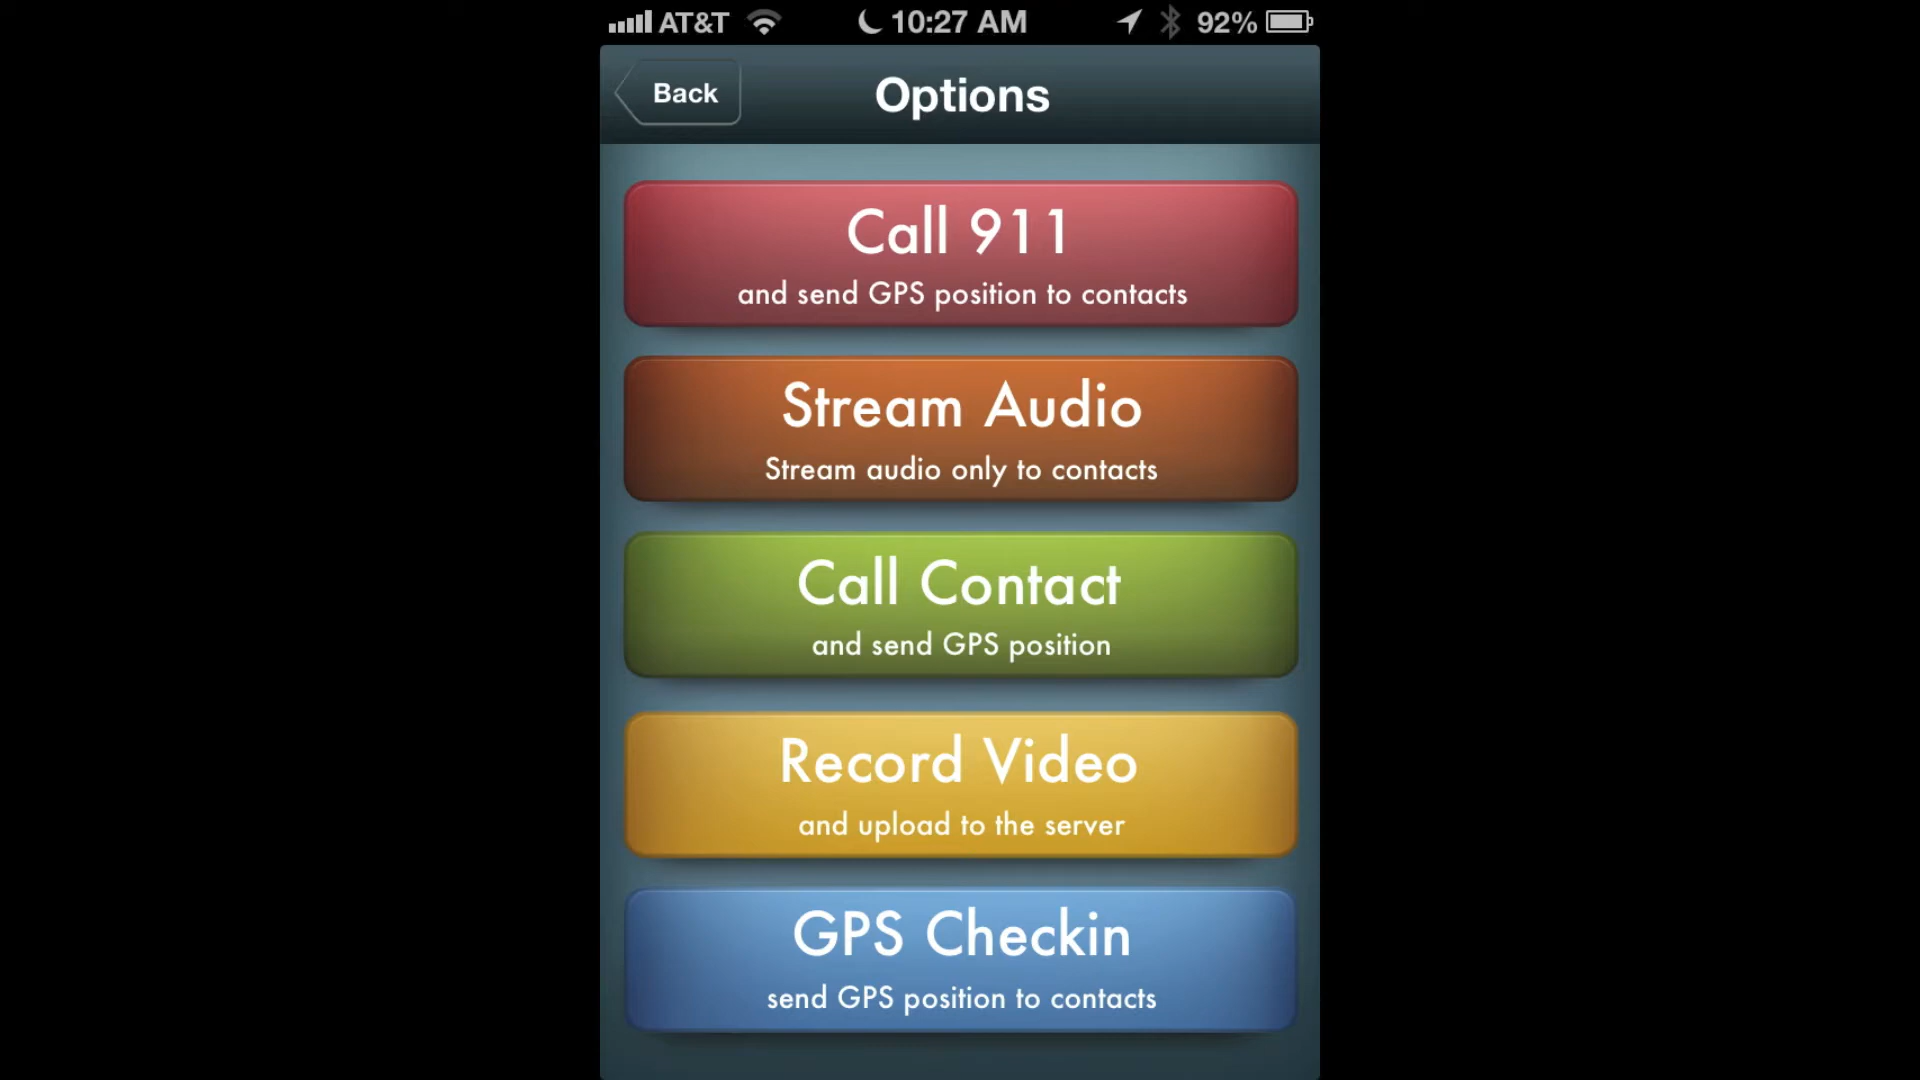 AT&T 10:27 AM 92%
Back Options
Call 911
and send GPS position to contacts
Stream Audio
Stream audio only to contacts
Call Contact
and send GPS position
Record Video
and upload to the server
GPS Checkin
send GPS position to contacts